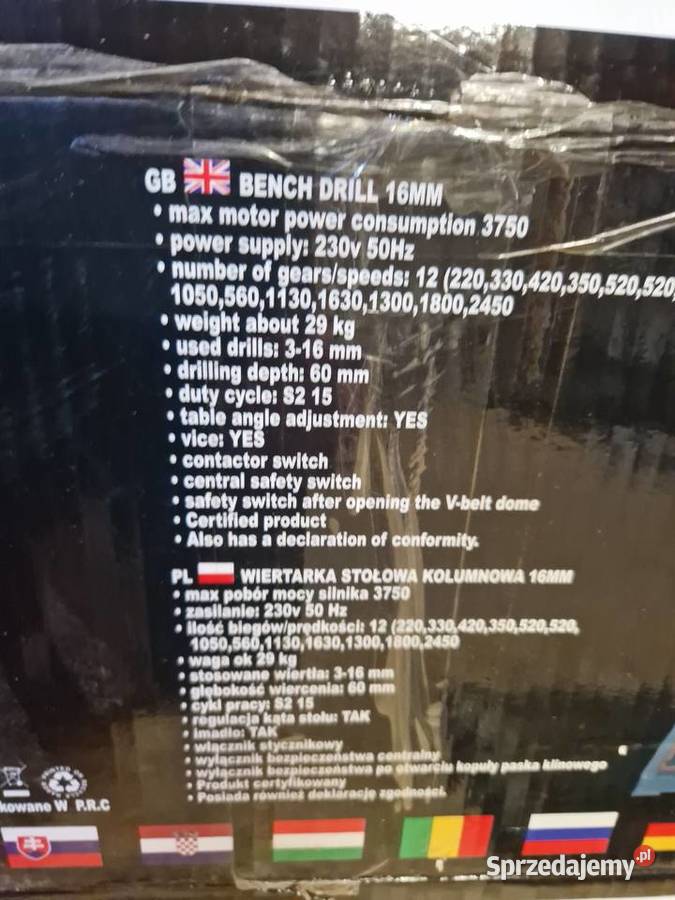 GB BENCH DRILL 16MM
• max motor power consumption 3750
• power supply: 230v 50Hz
• number of gears/speeds: 12 (220,330,420,350,520,520,
1050,560,1130,1630,1300,1800,2450
• weight about 29 kg
• used drills: 3-16 mm
• drilling depth: 60 mm
• duty cycle: S2 15
• table angle adjustment: YES
• vice: YES
• contactor switch
• central safety switch
• safety switch after opening the V-belt dome
• Certified product
• Also has a declaration of conformity.
PL WIERTARKA STOŁOWA KOLUMNOWA 16MM
• max pobór mocy silnika 3750
• zasilanie: 230v 50 Hz
• ilość biegów/prędkości: 12 (220,330,420,350,520,520,
1050,560,1130,1630,1300,1800,2450
• waga ok 29 kg
• stosowane wiertła: 3-16 mm
• głębokość wiercenia: 60 mm
• cykl pracy: S2 15
• regulacja kąta stołu: TAK
• imadło: TAK
• włącznik stycznikowy
• wyłącznik bezpieczeństwa centralny
• wyłącznik bezpieczeństwa po otwarciu kopuły paska klinowego
• Produkt certyfikowany
• Posiada również deklarację zgodności.
kowano W P.R.C
Sprzedajemy.pl